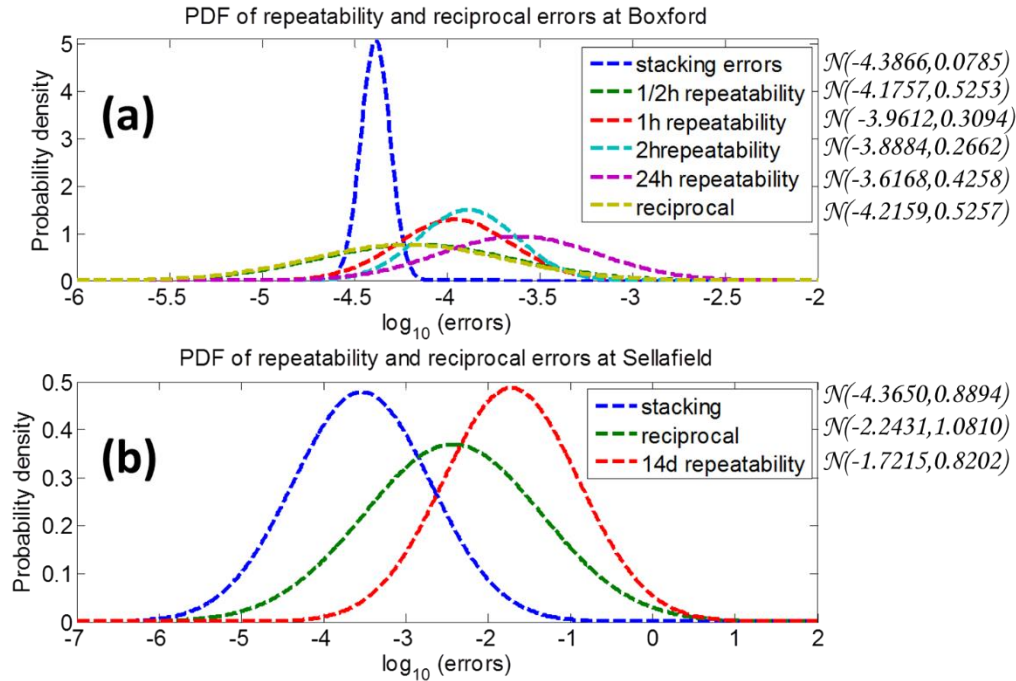 PDF of repeatability and reciprocal errors at Boxford
5
4
3
2
1
0
Probability density
(a)
stacking errors
1/2h repeatability
1h repeatability
2hrepeatability
24h repeatability
reciprocal
N(-4.3866,0.0785)
N(-4.1757,0.5253)
N( -3.9612,0.3094)
N(-3.8884,0.2662)
N(-3.6168,0.4258)
N(-4.2159,0.5257)
-6 -5.5 -5 -4.5 -4 -3.5 -3 -2.5 -2
log10 (errors)
PDF of repeatability and reciprocal errors at Sellafield
0.5
0.4
0.3
0.2
0.1
0
Probability density
(b)
stacking
reciprocal
14d repeatability
N(-4.3650,0.8894)
N(-2.2431,1.0810)
N(-1.7215,0.8202)
-7 -6 -5 -4 -3 -2 -1 0 1 2
log10 (errors)